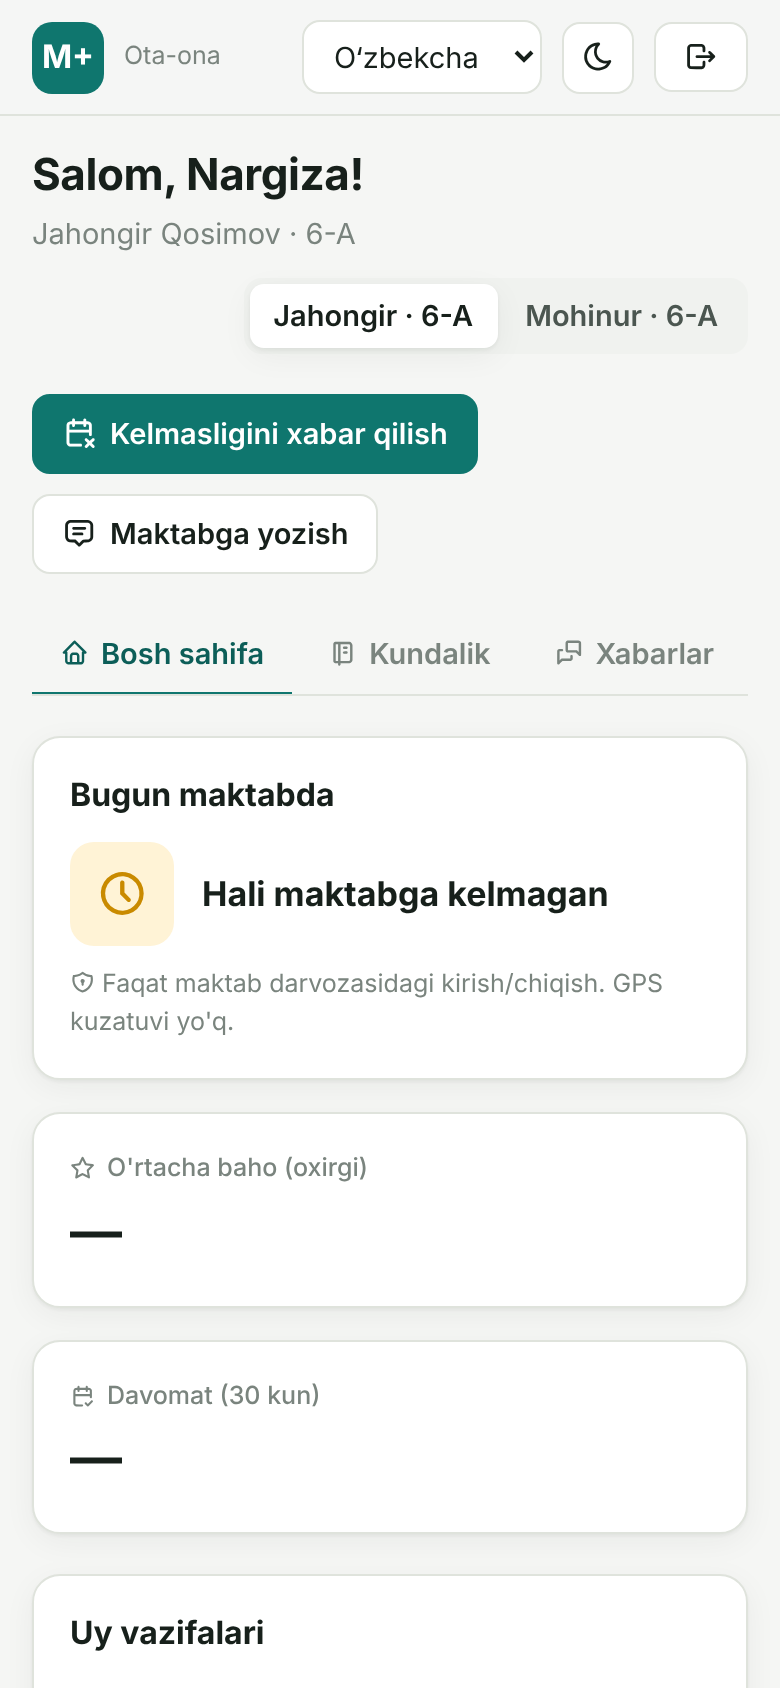 M+ Ota-ona O‘zbekcha
Salom, Nargiza!
Jahongir Qosimov · 6-A
Jahongir · 6-A Mohinur · 6-A
Kelmasligini xabar qilish
Maktabga yozish
Bosh sahifa Kundalik Xabarlar
Bugun maktabda
Hali maktabga kelmagan
Faqat maktab darvozasidagi kirish/chiqish. GPS
kuzatuvi yo'q.
O'rtacha baho (oxirgi)
—
Davomat (30 kun)
—
Uy vazifalari